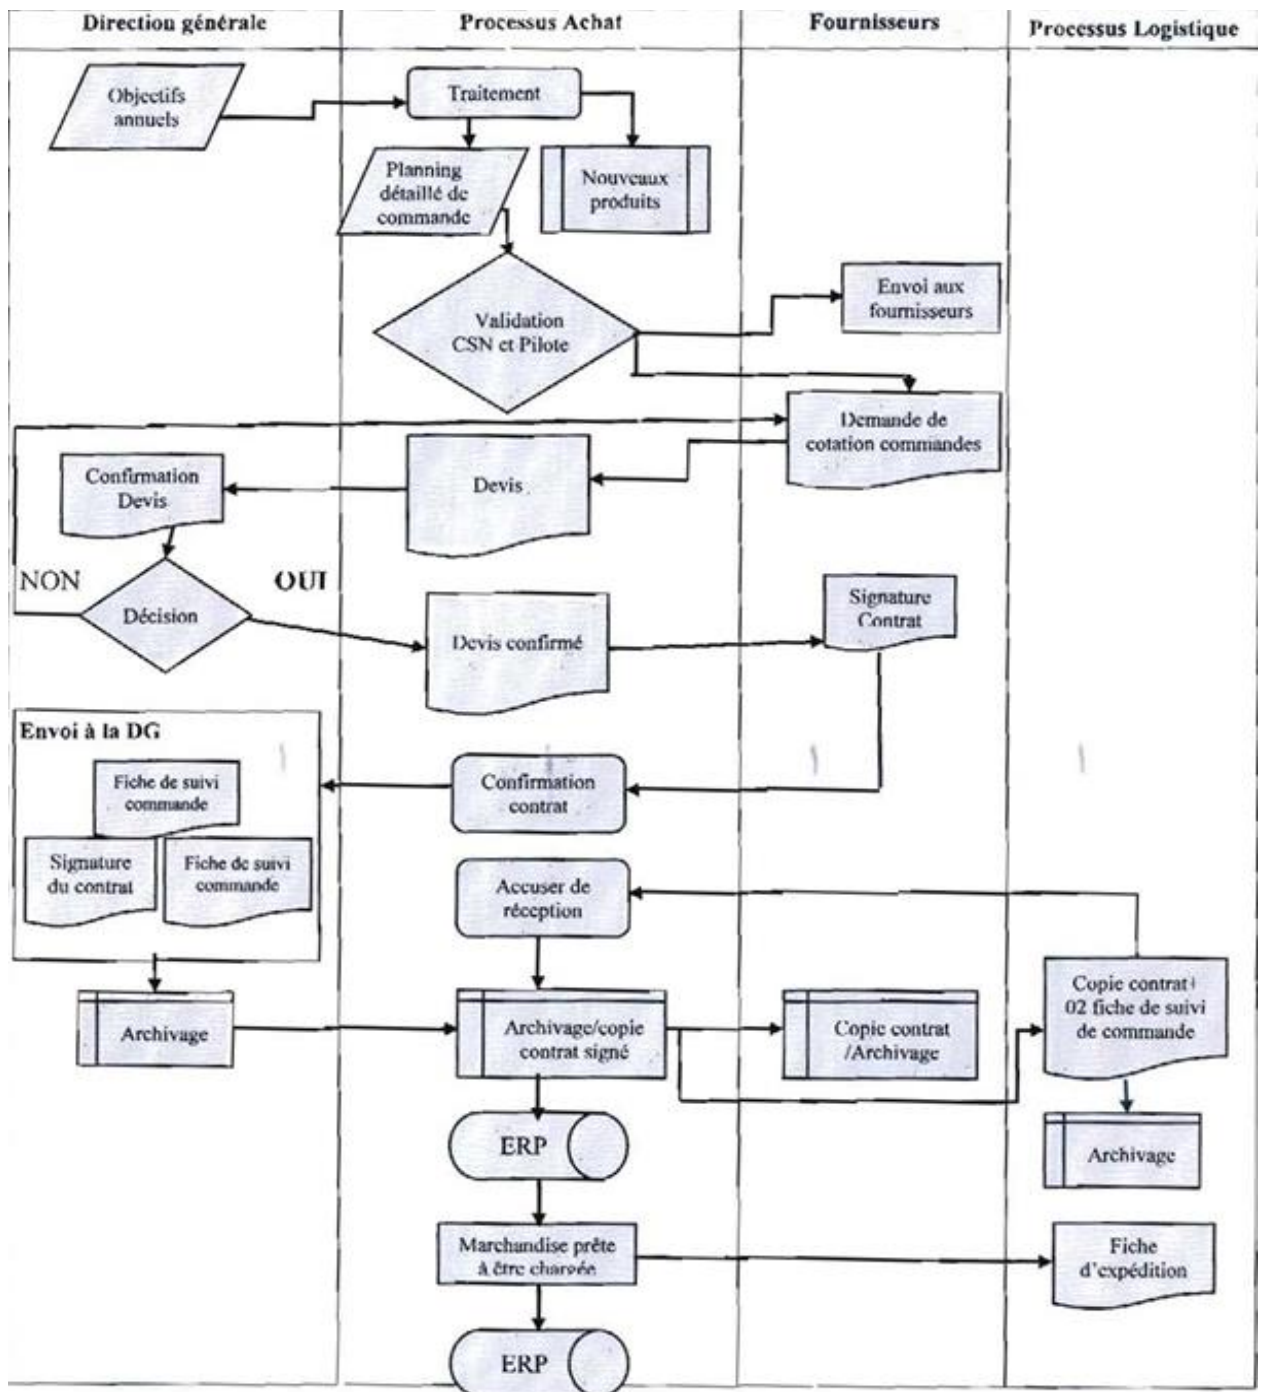 Direction générale
Processus Achat
Fournisseurs
Processus Logistique
Objectifs
annuels
Traitement
Planning
détaillé de
commande
Nouveaux
produits
Validation
CSN et Pilote
Envoi aux
fournisseurs
Demande de
cotation commandes
Devis
Confirmation
Devis
NON
OUI
Décision
Devis confirmé
Signature
Contrat
Envoi à la DG
Fiche de suivi
commande
Signature
du contrat
Fiche de suivi
commande
Confirmation
contrat
Accuser de
réception
Archivage
Archivage/copie
contrat signé
Copie contrat
/Archivage
Copie contrat+
02 fiche de suivi
de commande
Archivage
ERP
Marchandise prête
à être chargée
Fiche
d'expédition
ERP